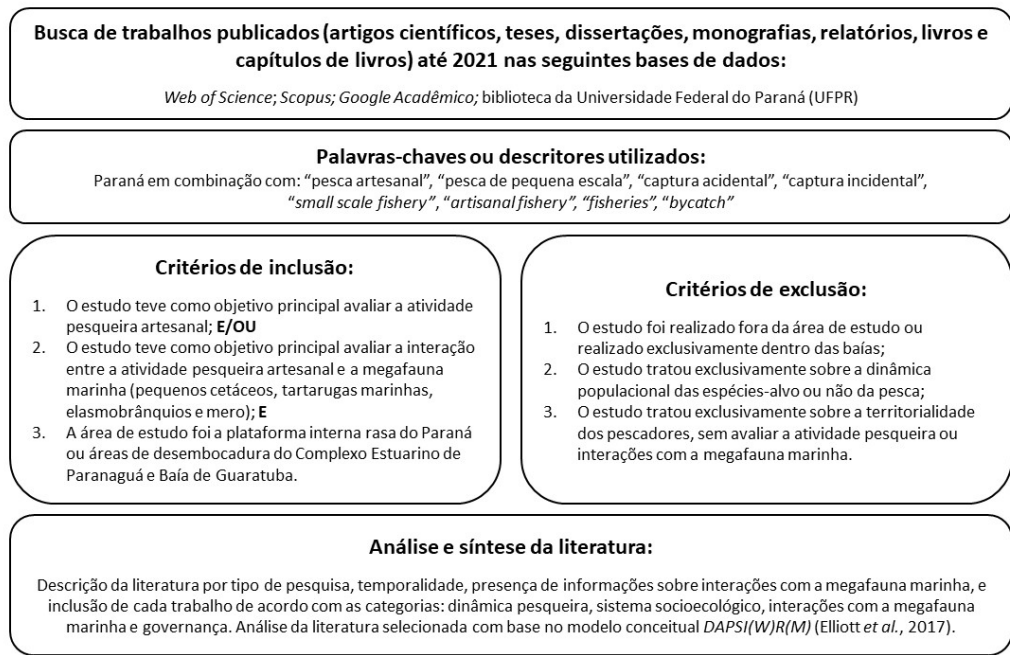 Busca de trabalhos publicados (artigos científicos, teses, dissertações, monografias, relatórios, livros e
capítulos de livros) até 2021 nas seguintes bases de dados:
Web of Science; Scopus; Google Acadêmico; biblioteca da Universidade Federal do Paraná (UFPR)
Palavras-chaves ou descritores utilizados:
Paraná em combinação com: “pesca artesanal”, “pesca de pequena escala”, “captura acidental”, “captura incidental”,
“small scale fishery”, “artisanal fishery”, “fisheries”, “bycatch”
Critérios de inclusão:
1. O estudo teve como objetivo principal avaliar a atividade
pesqueira artesanal; E/OU
2. O estudo teve como objetivo principal avaliar a interação
entre a atividade pesqueira artesanal e a megafauna
marinha (pequenos cetáceos, tartarugas marinhas,
elasmobrânquios e mero); E
3. A área de estudo foi a plataforma interna rasa do Paraná
ou áreas de desembocadura do Complexo Estuarino de
Paranaguá e Baía de Guaratuba.
Critérios de exclusão:
1. O estudo foi realizado fora da área de estudo ou
realizado exclusivamente dentro das baías;
2. O estudo tratou exclusivamente sobre a dinâmica
populacional das espécies-alvo ou não da pesca;
3. O estudo tratou exclusivamente sobre a territorialidade
dos pescadores, sem avaliar a atividade pesqueira ou
interações com a megafauna marinha.
Análise e síntese da literatura:
Descrição da literatura por tipo de pesquisa, temporalidade, presença de informações sobre interações com a megafauna marinha, e
inclusão de cada trabalho de acordo com as categorias: dinâmica pesqueira, sistema socioecológico, interações com a megafauna
marinha e governança. Análise da literatura selecionada com base no modelo conceitual DAPSI(W)R(M) (Elliott et al., 2017).